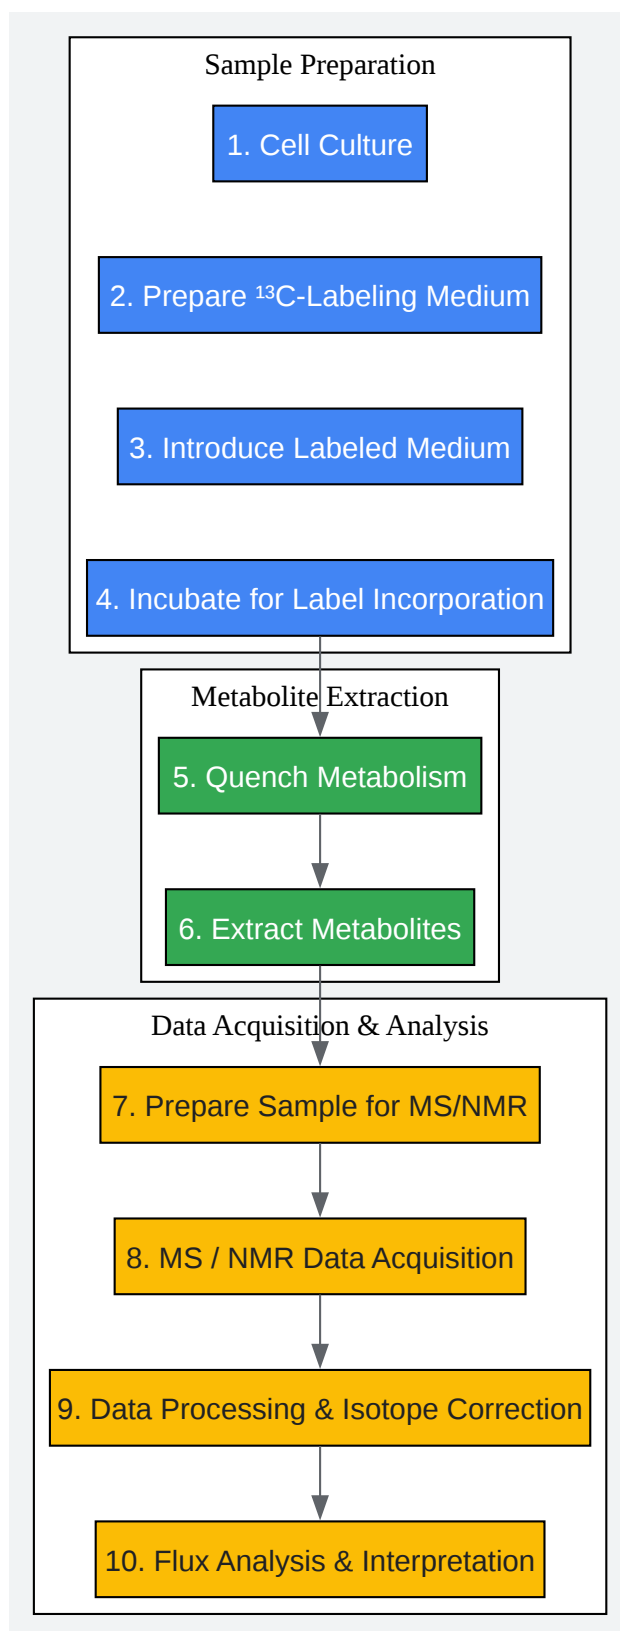 Sample Preparation
1. Cell Culture
2. Prepare ¹³C-Labeling Medium
3. Introduce Labeled Medium
4. Incubate for Label Incorporation
Metabolite Extraction
5. Quench Metabolism
6. Extract Metabolites
Data Acquisition & Analysis
7. Prepare Sample for MS/NMR
8. MS / NMR Data Acquisition
9. Data Processing & Isotope Correction
10. Flux Analysis & Interpretation